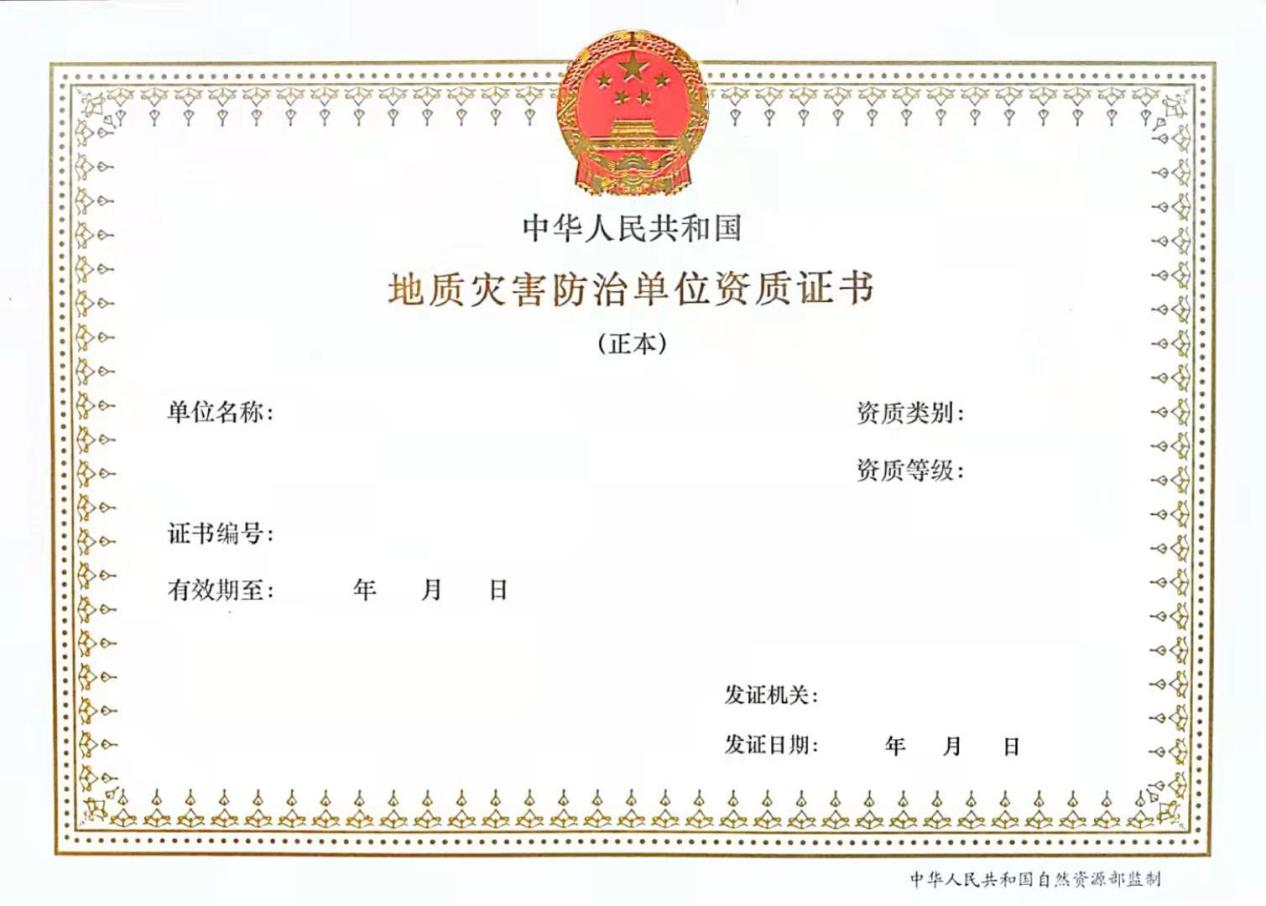 中华人民共和国
地质灾害防治单位资质证书
(正本)
单位名称:
资质类别:
资质等级:
证书编号:
有效期至: 年 月 日
发证机关:
发证日期: 年 月 日
中华人民共和国自然资源部监制